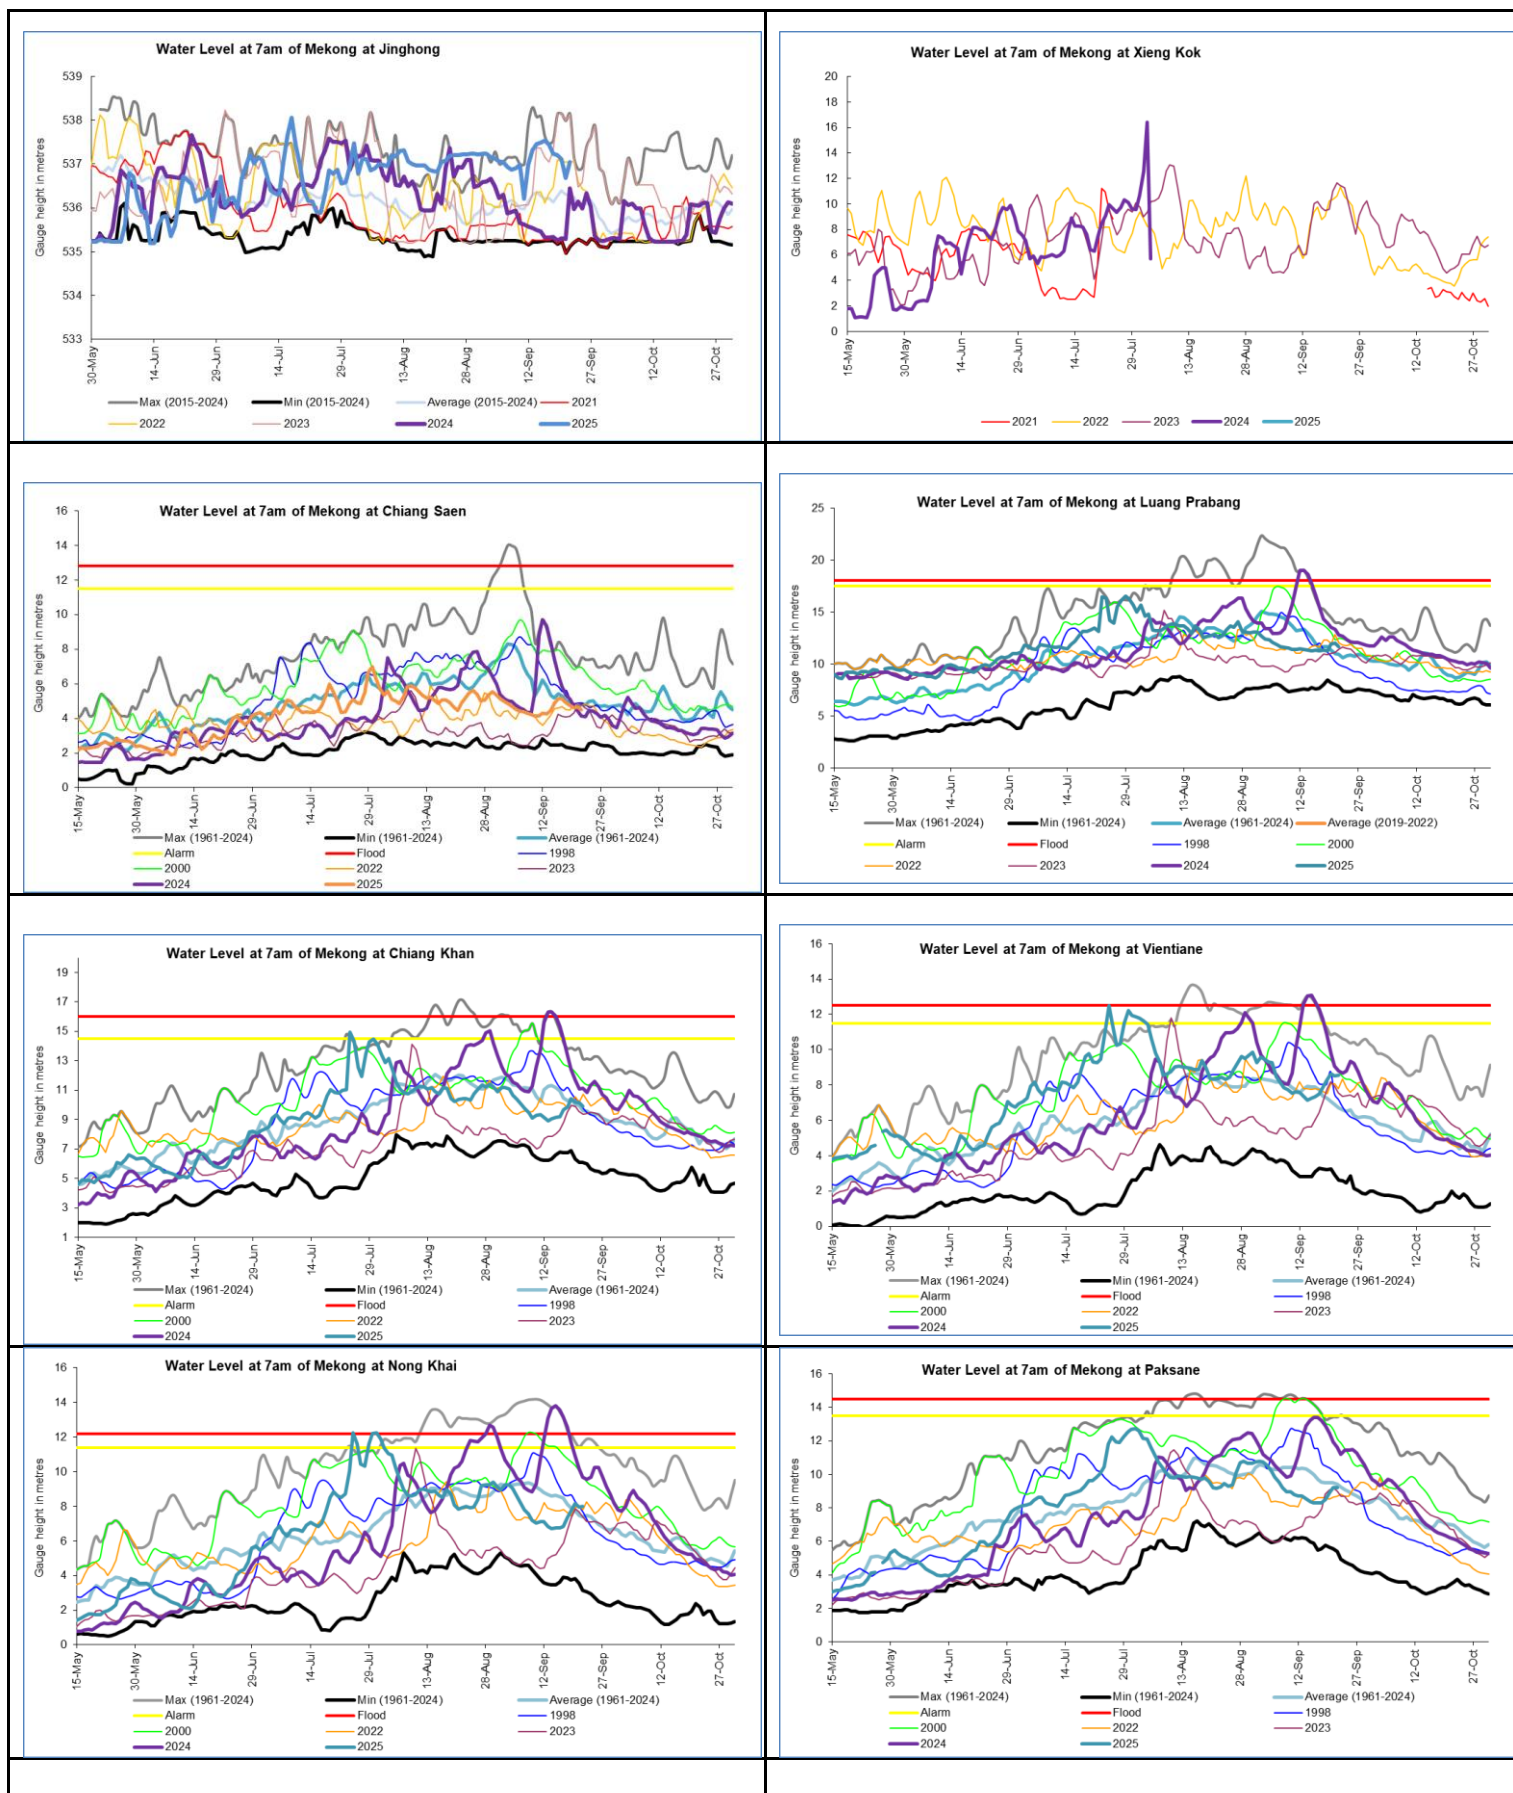 Water Level at 7am of Mekong at Jinghong
Gauge height in metres
539
538
537
536
535
534
533
30-May
14-Jun
29-Jun
14-Jul
29-Jul
13-Aug
28-Aug
12-Sep
27-Sep
12-Oct
27-Oct
Max (2015-2024)
Min (2015-2024)
Average (2015-2024)
2021
2022
2023
2024
2025
Water Level at 7am of Mekong at Xieng Kok
Gauge height in metres
20
18
16
14
12
10
8
6
4
2
0
15-May
30-May
14-Jun
29-Jun
14-Jul
29-Jul
13-Aug
28-Aug
12-Sep
27-Sep
12-Oct
27-Oct
2021
2022
2023
2024
2025
Water Level at 7am of Mekong at Chiang Saen
Gauge height in metres
16
14
12
10
8
6
4
2
0
15-May
30-May
14-Jun
29-Jun
14-Jul
29-Jul
13-Aug
28-Aug
12-Sep
27-Sep
12-Oct
27-Oct
Max (1961-2024)
Min (1961-2024)
Average (1961-2024)
Alarm
Flood
1998
2000
2022
2023
2024
2025
Water Level at 7am of Mekong at Luang Prabang
Gauge height in metres
25
20
15
10
5
0
15-May
30-May
14-Jun
29-Jun
14-Jul
29-Jul
13-Aug
28-Aug
12-Sep
27-Sep
12-Oct
27-Oct
Max (1961-2024)
Min (1961-2024)
Average (1961-2024)
Average (2019-2022)
Alarm
Flood
1998
2000
2022
2023
2024
2025
Water Level at 7am of Mekong at Chiang Khan
Gauge height in metres
19
17
15
13
11
9
7
5
3
1
15-May
30-May
14-Jun
29-Jun
14-Jul
29-Jul
13-Aug
28-Aug
12-Sep
27-Sep
12-Oct
27-Oct
Max (1961-2024)
Min (1961-2024)
Average (1961-2024)
Alarm
Flood
1998
2000
2022
2023
2024
2025
Water Level at 7am of Mekong at Vientiane
Gauge height in metres
16
14
12
10
8
6
4
2
0
15-May
30-May
14-Jun
29-Jun
14-Jul
29-Jul
13-Aug
28-Aug
12-Sep
27-Sep
12-Oct
27-Oct
Max (1961-2024)
Min (1961-2024)
Average (1961-2024)
Alarm
Flood
1998
2000
2022
2023
2024
2025
Water Level at 7am of Mekong at Nong Khai
Gauge height in metres
16
14
12
10
8
6
4
2
0
15-May
30-May
14-Jun
29-Jun
14-Jul
29-Jul
13-Aug
28-Aug
12-Sep
27-Sep
12-Oct
27-Oct
Max (1961-2024)
Min (1961-2024)
Average (1961-2024)
Alarm
Flood
1998
2000
2022
2023
2024
2025
Water Level at 7am of Mekong at Paksane
Gauge height in metres
16
14
12
10
8
6
4
2
0
15-May
30-May
14-Jun
29-Jun
14-Jul
29-Jul
13-Aug
28-Aug
12-Sep
27-Sep
12-Oct
27-Oct
Max (1961-2024)
Min (1961-2024)
Average (1961-2024)
Alarm
Flood
1998
2000
2022
2023
2024
2025